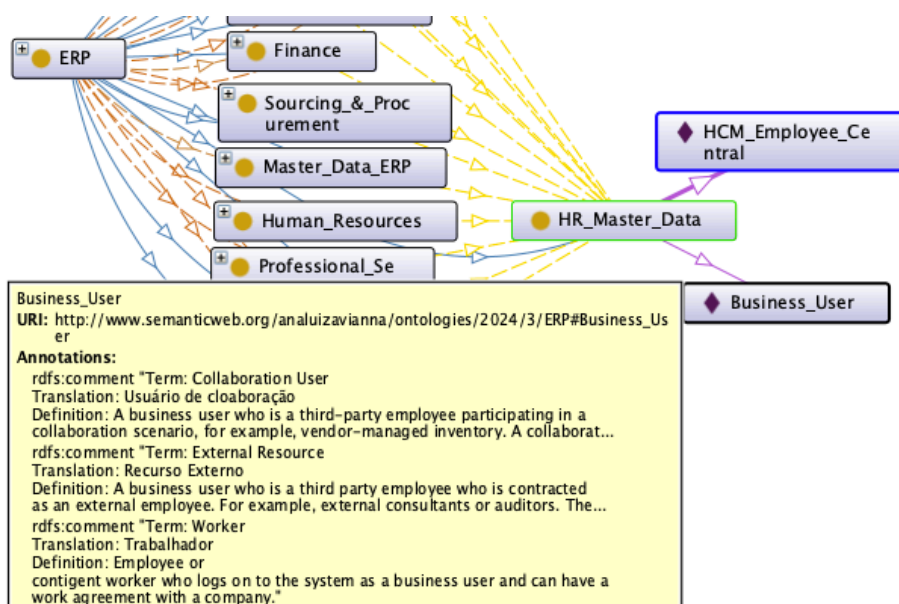 ERP
Finance
Sourcing_&_Proc
urement
Master_Data_ERP
Human_Resources
Professional_Se
HR_Master_Data
HCM_Employee_Ce
ntral
Business_User
Business_User
URI: http://www.semanticweb.org/analuizavianna/ontologies/2024/3/ERP#Business_Us
er
Annotations:
rdfs:comment "Term: Collaboration User
Translation: Usuário de cloaboração
Definition: A business user who is a third-party employee participating in a
collaboration scenario, for example, vendor-managed inventory. A collaborat...
rdfs:comment "Term: External Resource
Translation: Recurso Externo
Definition: A business user who is a third party employee who is contracted
as an external employee. For example, external consultants or auditors. The...
rdfs:comment "Term: Worker
Translation: Trabalhador
Definition: Employee or
contigent worker who logs on to the system as a business user and can have a
work agreement with a company."